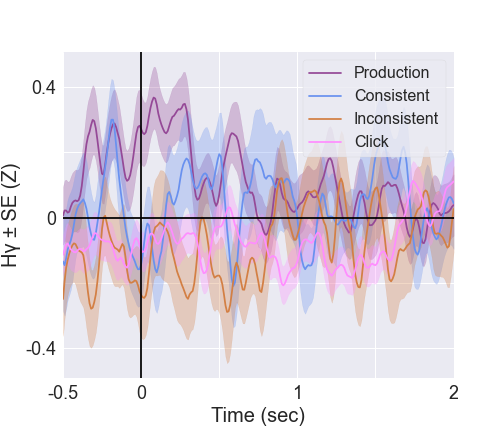 Production
Consistent
Inconsistent
Click
0.4
0
-0.4
Hγ ± SE (Z)
-0.5 0 1 2
Time (sec)